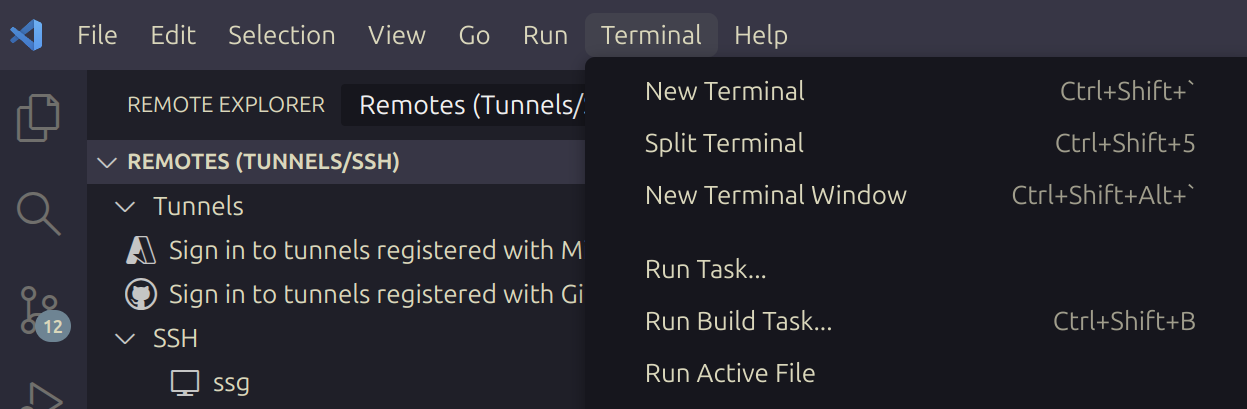 File Edit Selection View Go Run Terminal Help
REMOTE EXPLORER Remotes (Tunnels/
REMOTES (TUNNELS/SSH)
Tunnels
Sign in to tunnels registered with M
Sign in to tunnels registered with Gi
12
SSH
ssg
New Terminal Ctrl+Shift+`
Split Terminal Ctrl+Shift+5
New Terminal Window Ctrl+Shift+Alt+`
Run Task...
Run Build Task... Ctrl+Shift+B
Run Active File